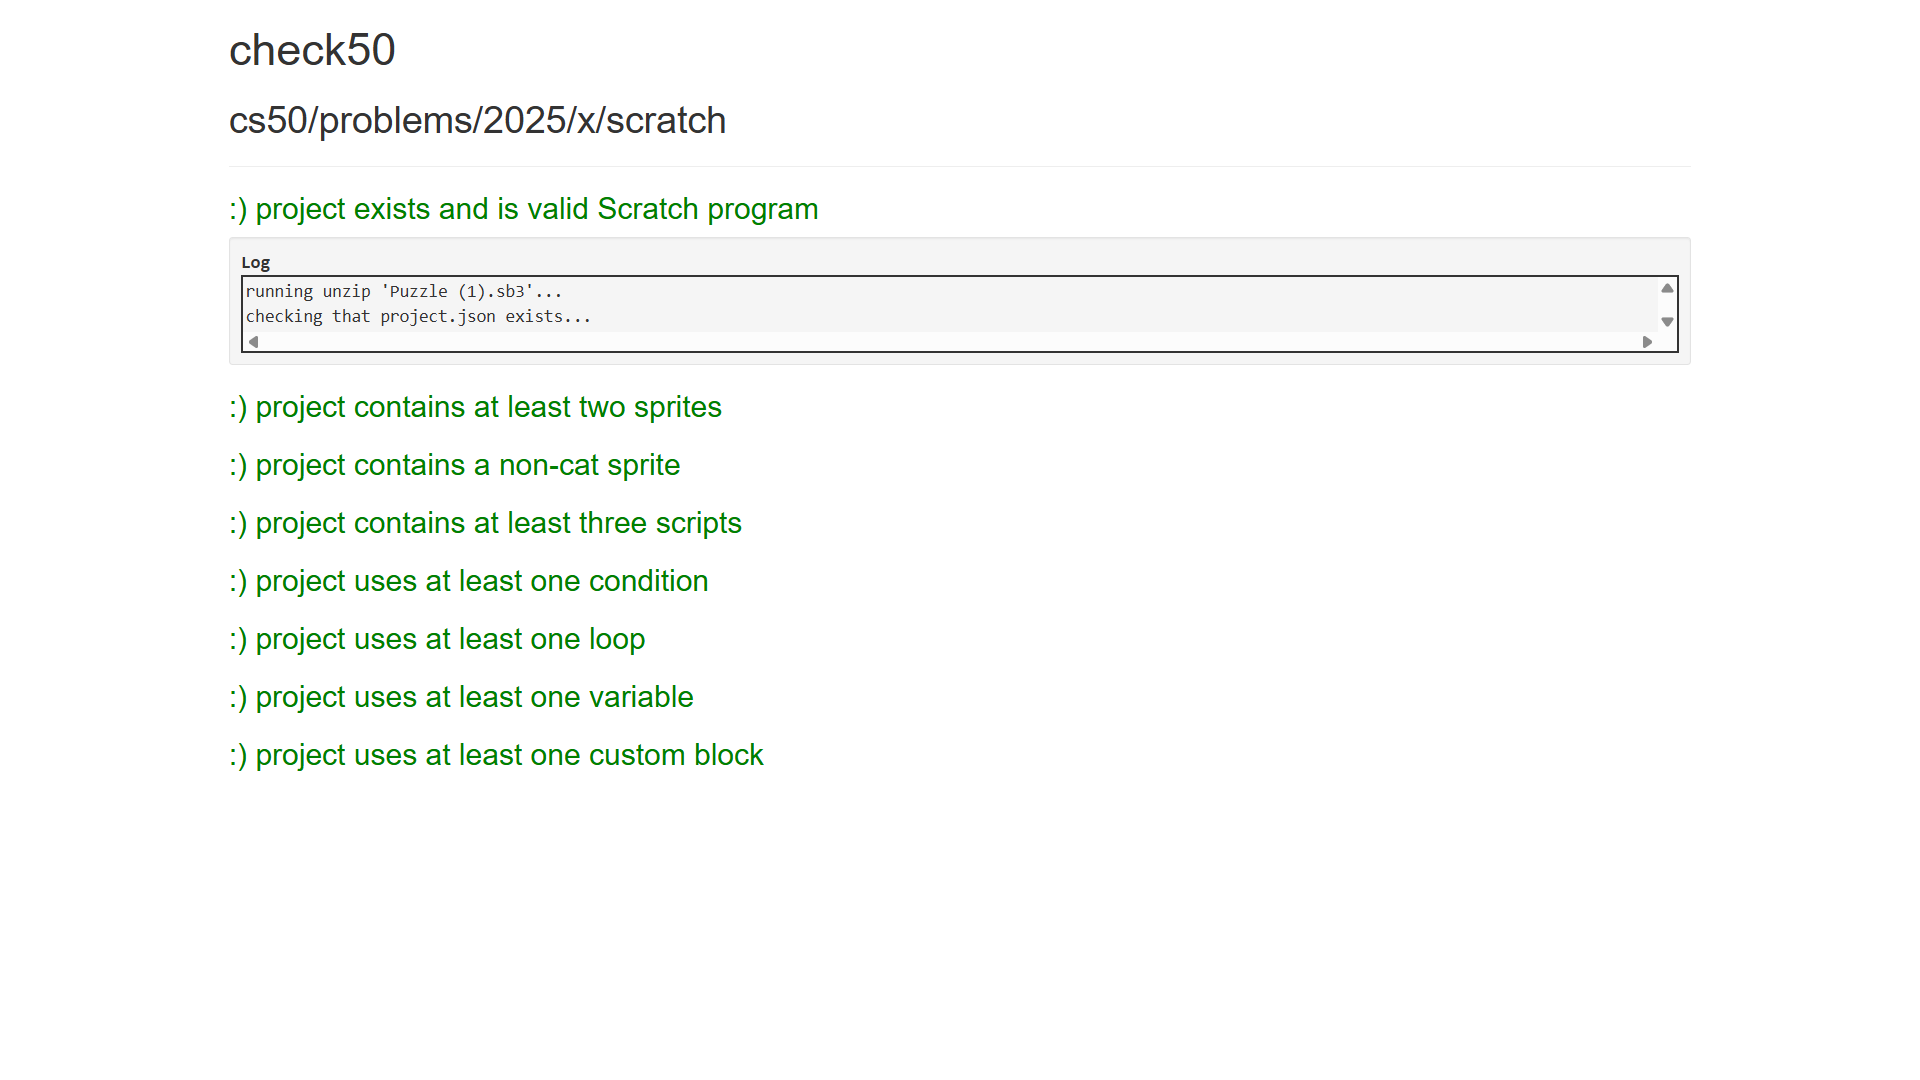 check50
cs50/problems/2025/x/scratch
:) project exists and is valid Scratch program
Log
running unzip 'Puzzle (1).sb3'...
checking that project.json exists...
:) project contains at least two sprites
:) project contains a non-cat sprite
:) project contains at least three scripts
:) project uses at least one condition
:) project uses at least one loop
:) project uses at least one variable
:) project uses at least one custom block